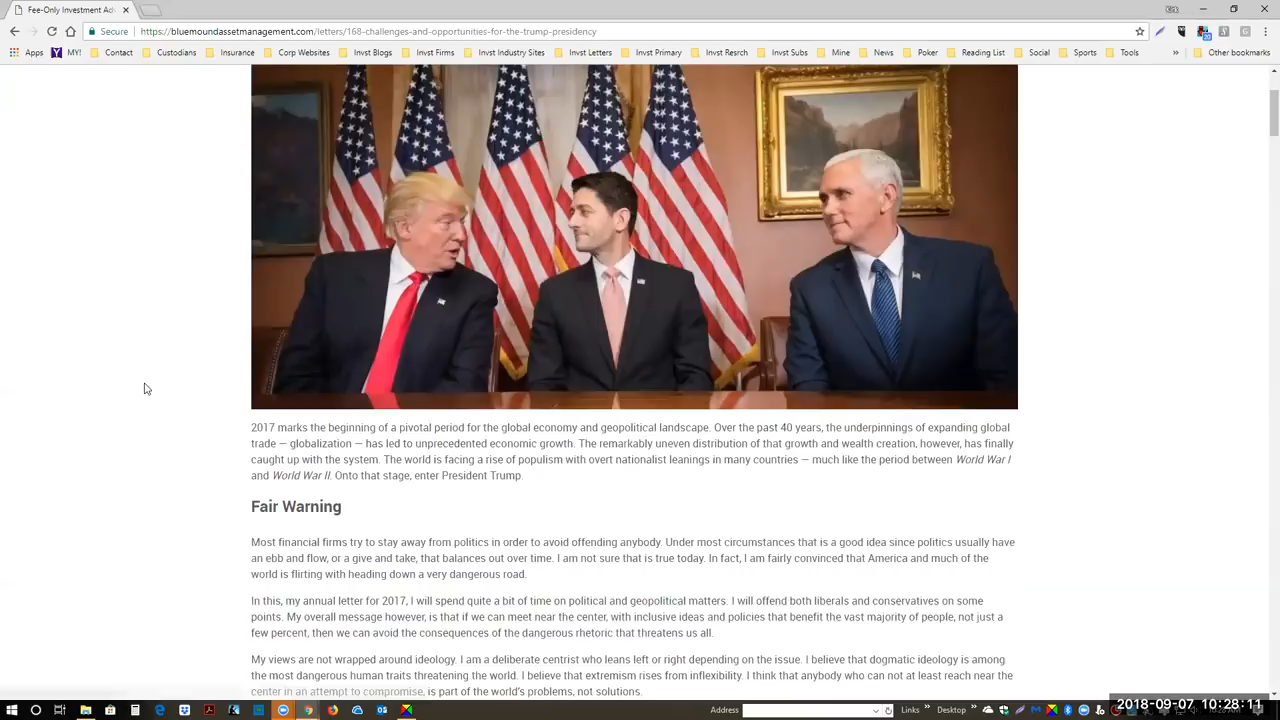 Fee-Only Investment Adv
Secure
https://bluemoundassetmanagement.com/letters/168-challenges-and-opportunities-for-the-trump-presidency
Apps Y! MY! Contact Custodians Insurance Corp Websites Invst Blogs Invst Firms Invst Industry Sites Invst Letters Invst Primary Invst Resrch Invst Subs Mine News Poker Reading List Social Sports Tools » Other bookmarks
2017 marks the beginning of a pivotal period for the global economy and geopolitical landscape. Over the past 40 years, the underpinnings of expanding global
trade — globalization — has led to unprecedented economic growth. The remarkably uneven distribution of that growth and wealth creation, however, has finally
caught up with the system. The world is facing a rise of populism with overt nationalist leanings in many countries — much like the period between World War I
and World War II. Onto that stage, enter President Trump.
Fair Warning
Most financial firms try to stay away from politics in order to avoid offending anybody. Under most circumstances that is a good idea since politics usually have
an ebb and flow, or a give and take, that balances out over time. I am not sure that is true today. In fact, I am fairly convinced that America and much of the
world is flirting with heading down a very dangerous road.
In this, my annual letter for 2017, I will spend quite a bit of time on political and geopolitical matters. I will offend both liberals and conservatives on some
points. My overall message however, is that if we can meet near the center, with inclusive ideas and policies that benefit the vast majority of people, not just a
few percent, then we can avoid the consequences of the dangerous rhetoric that threatens us all.
My views are not wrapped around ideology. I am a deliberate centrist who leans left or right depending on the issue. I believe that dogmatic ideology is among
the most dangerous human traits threatening the world. I believe that extremism rises from inflexibility. I think that anybody who can not at least reach near the
center in an attempt to compromise, is part of the world's problems, not solutions.
Address Links » Desktop »
2018-09-07 10:28:11